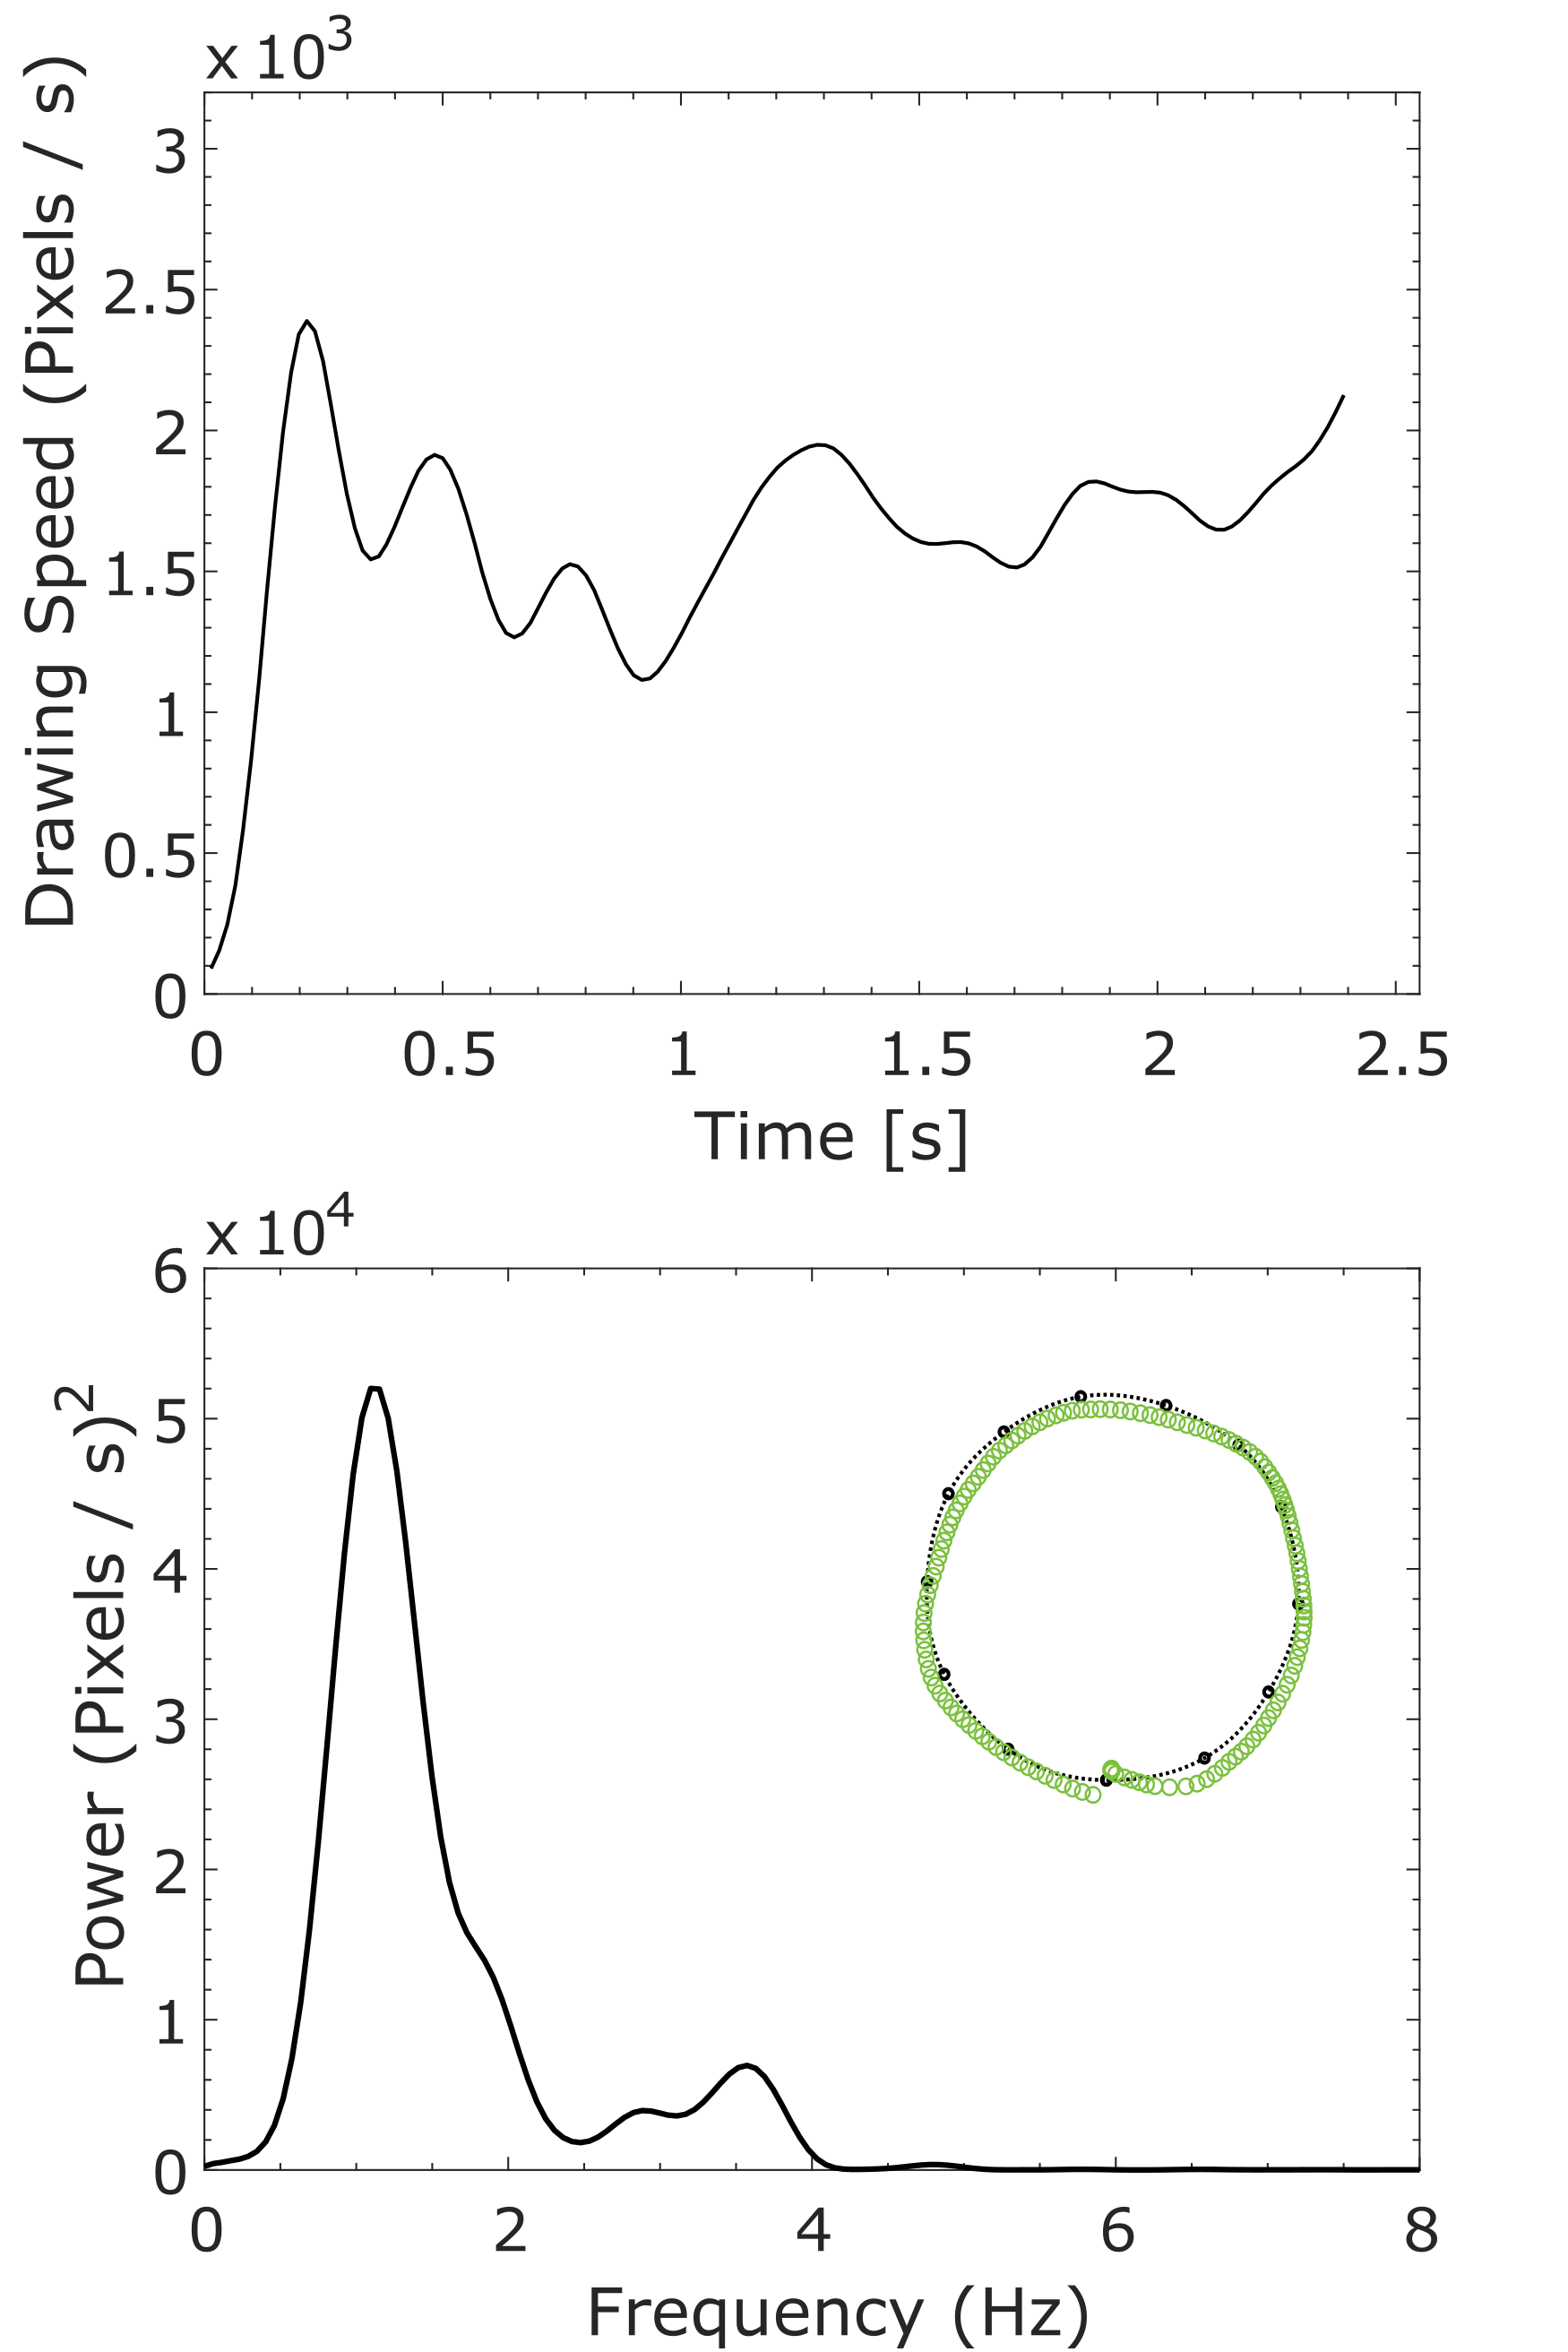 x 10^3
Drawing Speed (Pixels / s)
3
2.5
2
1.5
1
0.5
0
0 0.5 1 1.5 2 2.5
Time [s]
x 10^4
Power (Pixels / s)^2
6
5
4
3
2
1
0
0 2 4 6 8
Frequency (Hz)